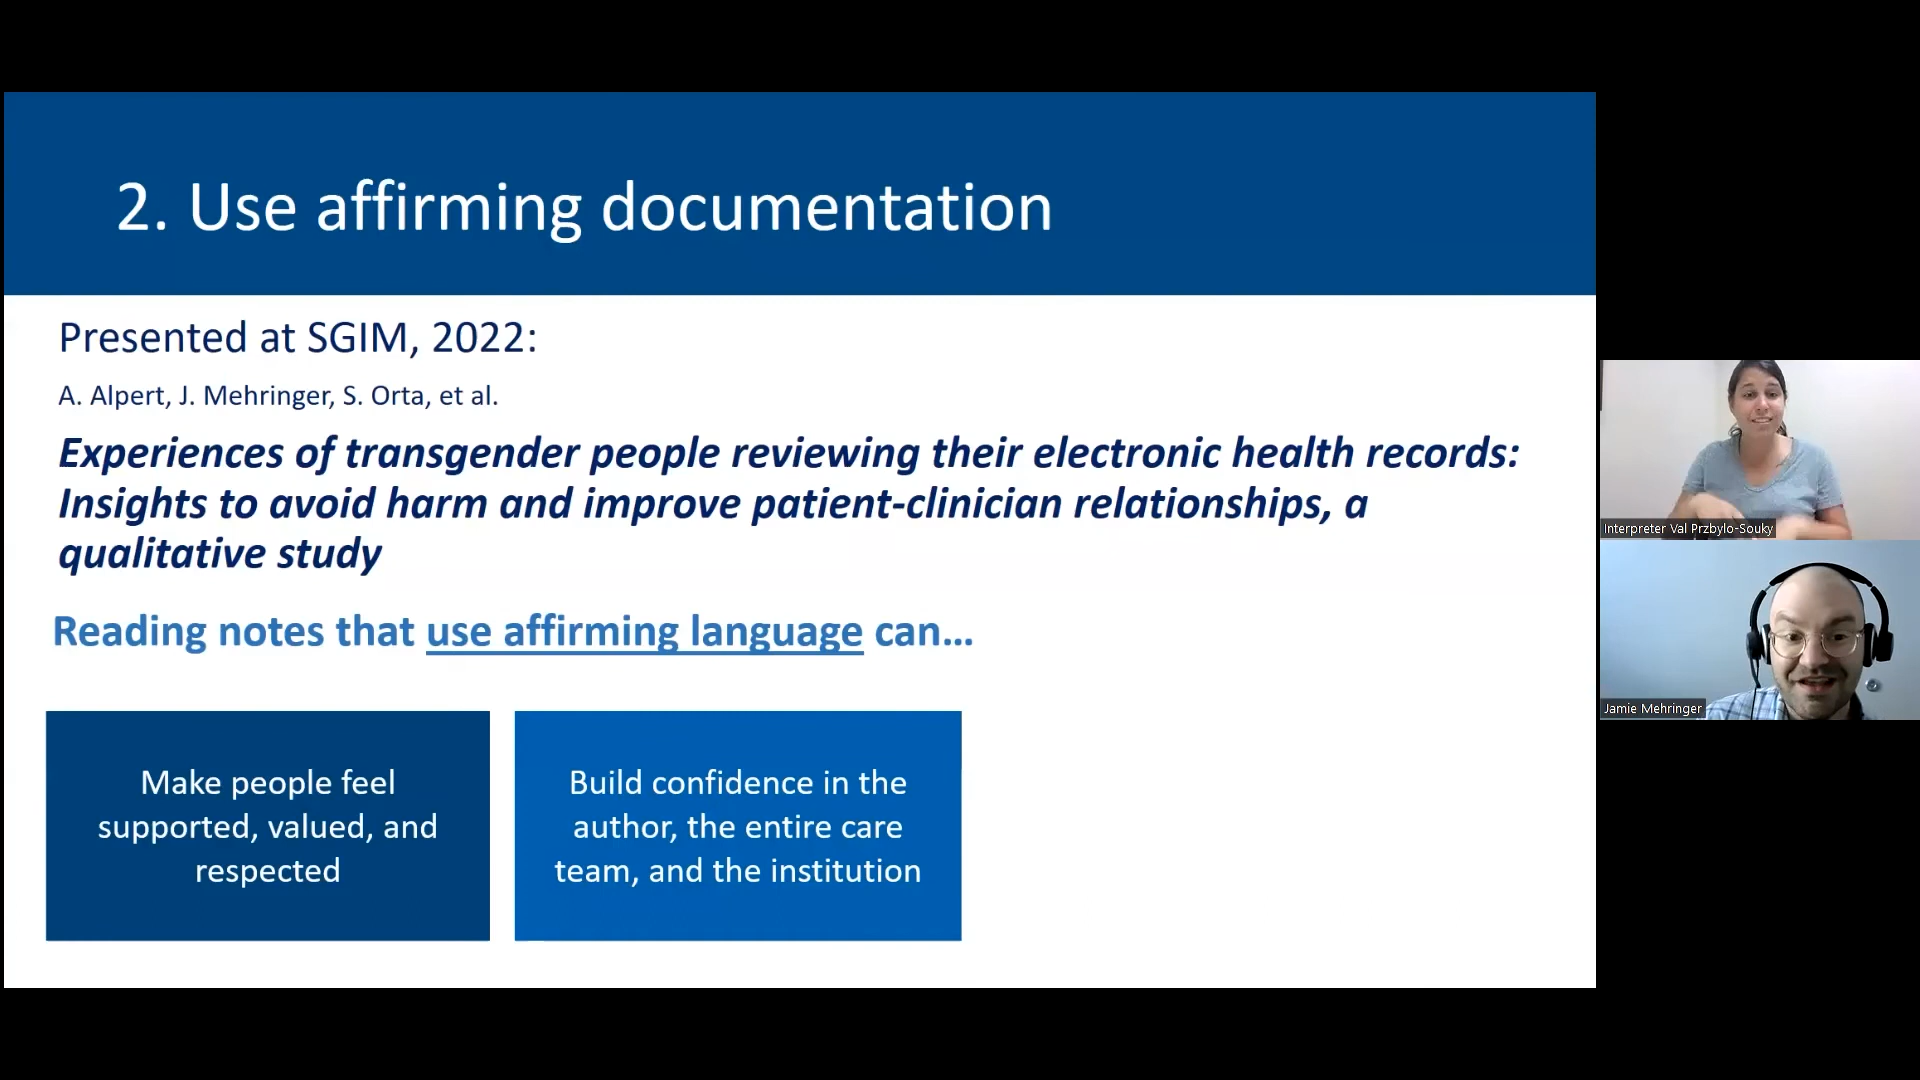 2. Use affirming documentation
Presented at SGIM, 2022:
A. Alpert, J. Mehringer, S. Orta, et al.
Experiences of transgender people reviewing their electronic health records:
Insights to avoid harm and improve patient-clinician relationships, a
qualitative study
Reading notes that use affirming language can...
Make people feel
supported, valued, and
respected
Build confidence in the
author, the entire care
team, and the institution
Interpreter Val Przbylo-Souky
Jamie Mehringer